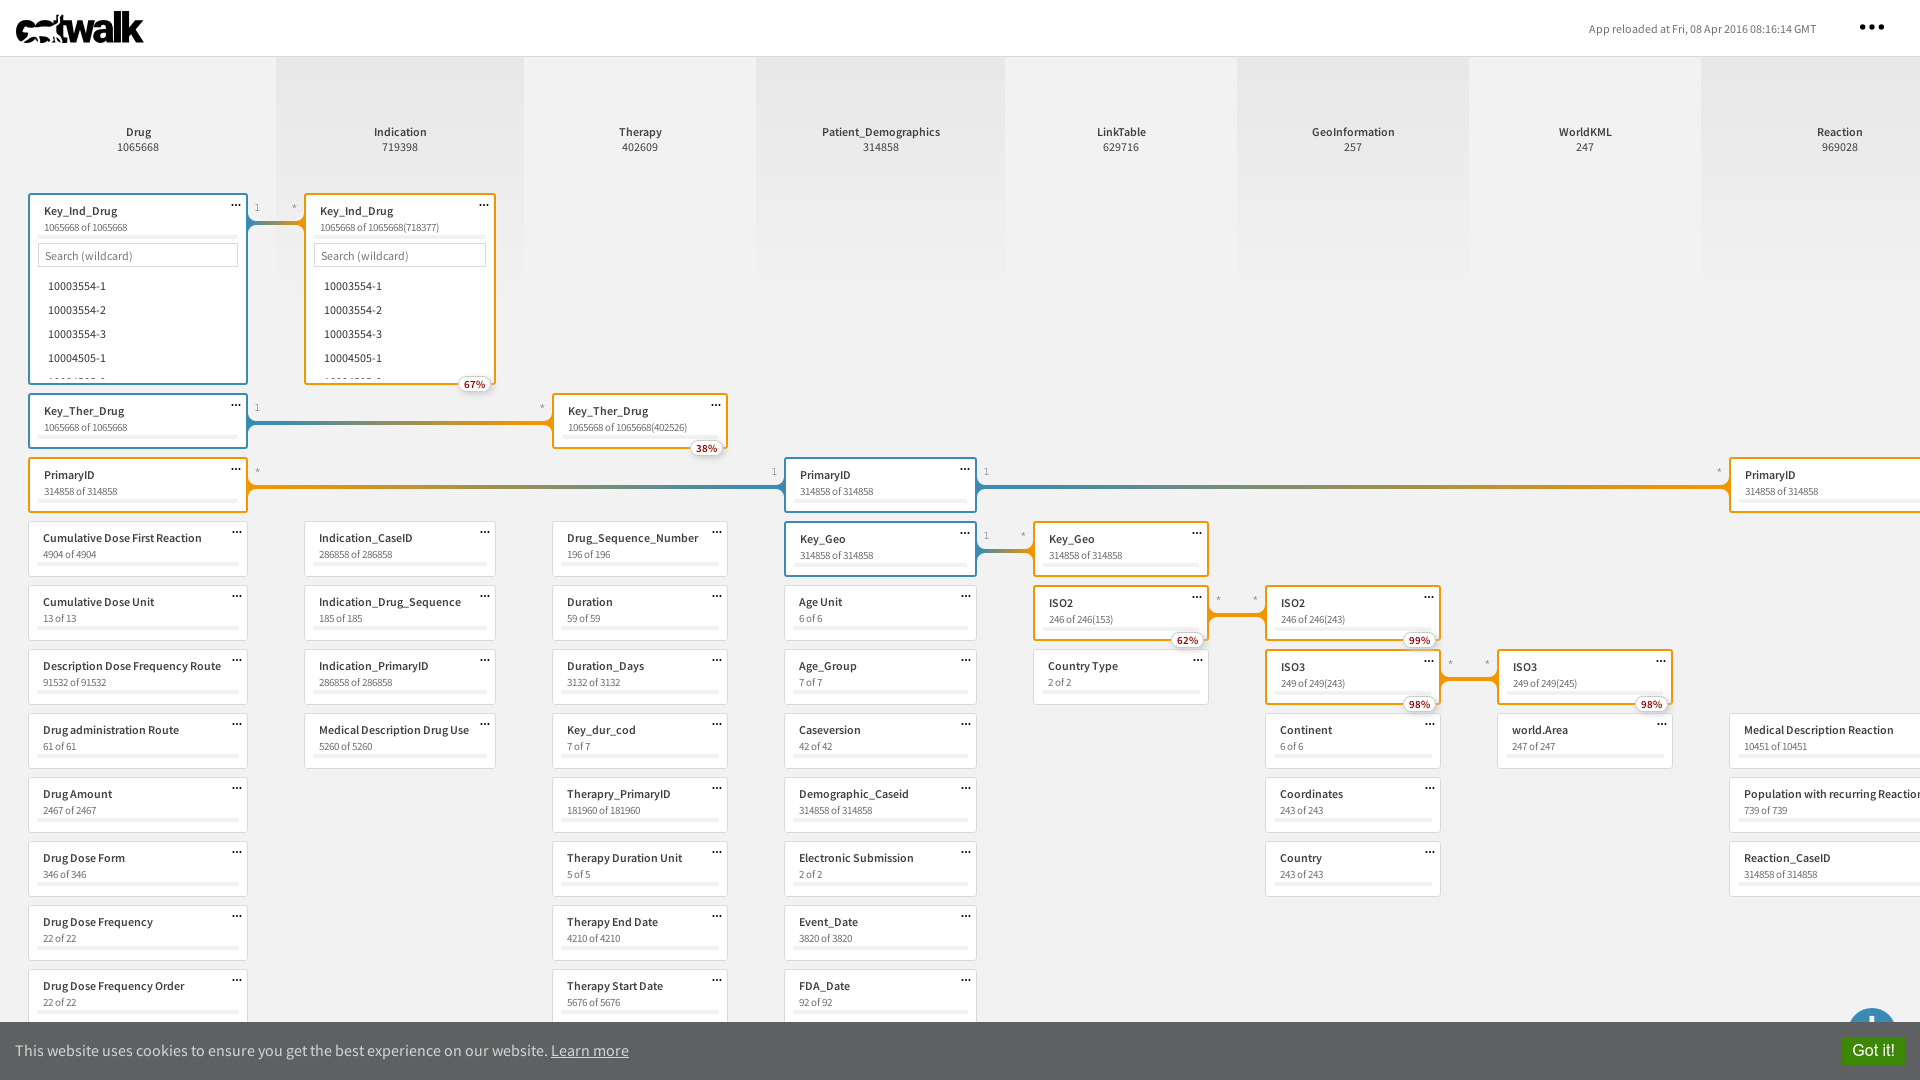 catwalk
App reloaded at Fri, 08 Apr 2016 08:16:14 GMT
Drug
1065668
Indication
719398
Therapy
402609
Patient_Demographics
314858
LinkTable
629716
GeoInformation
257
WorldKML
247
Reaction
969028
Key_Ind_Drug
1065668 of 1065668
Search (wildcard)
10003554-1
10003554-2
10003554-3
10004505-1
1
*
Key_Ind_Drug
1065668 of 1065668(718377)
Search (wildcard)
10003554-1
10003554-2
10003554-3
10004505-1
67%
Key_Ther_Drug
1065668 of 1065668
1
*
Key_Ther_Drug
1065668 of 1065668(402526)
38%
PrimaryID
314858 of 314858
*
1
PrimaryID
314858 of 314858
1
*
PrimaryID
314858 of 314858
Cumulative Dose First Reaction
4904 of 4904
Indication_CaseID
286858 of 286858
Drug_Sequence_Number
196 of 196
Key_Geo
314858 of 314858
1
*
Key_Geo
314858 of 314858
Cumulative Dose Unit
13 of 13
Indication_Drug_Sequence
185 of 185
Duration
59 of 59
Age Unit
6 of 6
ISO2
246 of 246(153)
62%
*
*
ISO2
246 of 246(243)
99%
Description Dose Frequency Route
91532 of 91532
Indication_PrimaryID
286858 of 286858
Duration_Days
3132 of 3132
Age_Group
7 of 7
Country Type
2 of 2
ISO3
249 of 249(243)
98%
*
*
ISO3
249 of 249(245)
98%
Drug administration Route
61 of 61
Medical Description Drug Use
5260 of 5260
Key_dur_cod
7 of 7
Caseversion
42 of 42
Continent
6 of 6
world.Area
247 of 247
Medical Description Reaction
10451 of 10451
Drug Amount
2467 of 2467
Therapry_PrimaryID
181960 of 181960
Demographic_Caseid
314858 of 314858
Coordinates
243 of 243
Population with recurring Reaction
739 of 739
Drug Dose Form
346 of 346
Therapy Duration Unit
5 of 5
Electronic Submission
2 of 2
Country
243 of 243
Reaction_CaseID
314858 of 314858
Drug Dose Frequency
22 of 22
Therapy End Date
4210 of 4210
Event_Date
3820 of 3820
Drug Dose Frequency Order
22 of 22
Therapy Start Date
5676 of 5676
FDA_Date
92 of 92
This website uses cookies to ensure you get the best experience on our website. Learn more
Got it!